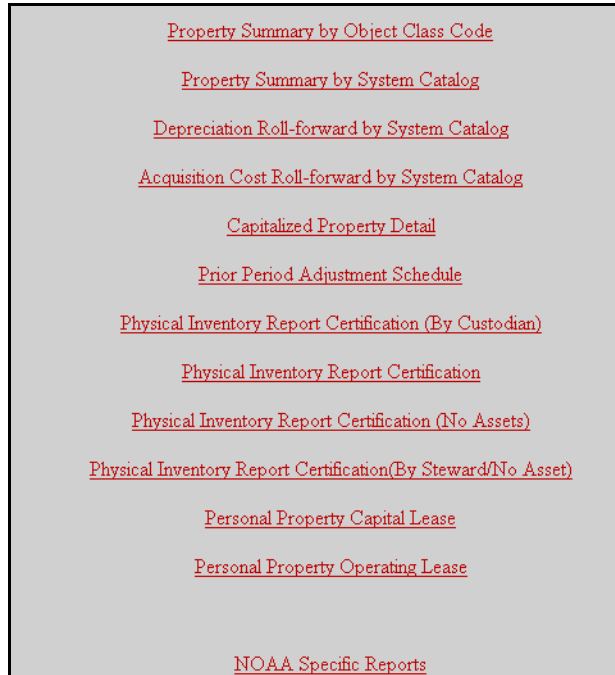 Property Summary by Object Class Code
Property Summary by System Catalog
Depreciation Roll-forward by System Catalog
Acquisition Cost Roll-forward by System Catalog
Capitalized Property Detail
Prior Period Adjustment Schedule
Physical Inventory Report Certification (By Custodian)
Physical Inventory Report Certification
Physical Inventory Report Certification (No Assets)
Physical Inventory Report Certification(By Steward/No Asset)
Personal Property Capital Lease
Personal Property Operating Lease
NOAA Specific Reports